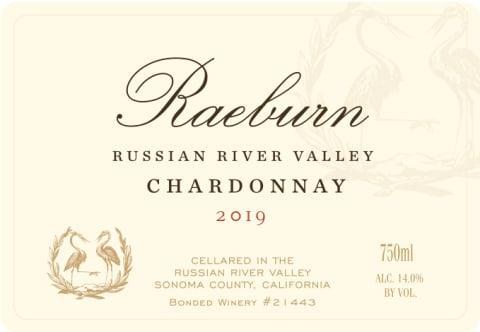 Raeburn
RUSSIAN RIVER VALLEY
CHARDONNAY
2019
CELLARED IN THE
RUSSIAN RIVER VALLEY
SONOMA COUNTY, CALIFORNIA
BONDED WINERY #21443
750ml
ALC. 14.0%
BY VOL.